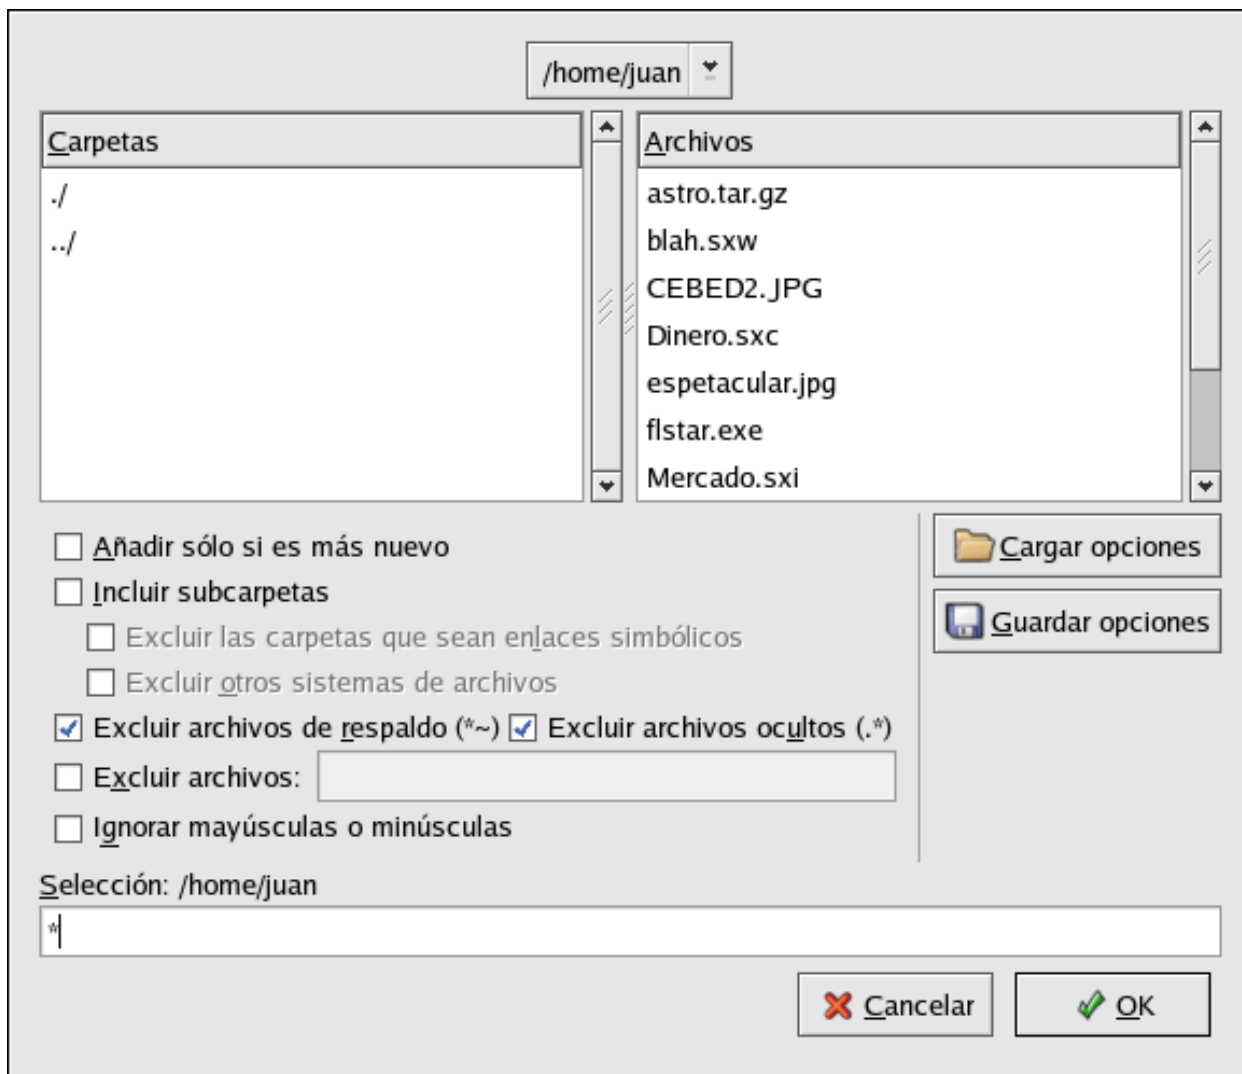 /home/juan
Carpetas
./
../
Archivos
astro.tar.gz
blah.sxw
CEBED2.JPG
Dinero.sxc
espetacular.jpg
flstar.exe
Mercado.sxi
Añadir sólo si es más nuevo
Incluir subcarpetas
Excluir las carpetas que sean enlaces simbólicos
Excluir otros sistemas de archivos
Excluir archivos de respaldo (*~) Excluir archivos ocultos (.*)
Excluir archivos:
Ignorar mayúsculas o minúsculas
Cargar opciones
Guardar opciones
Selección: /home/juan
*
Cancelar
OK